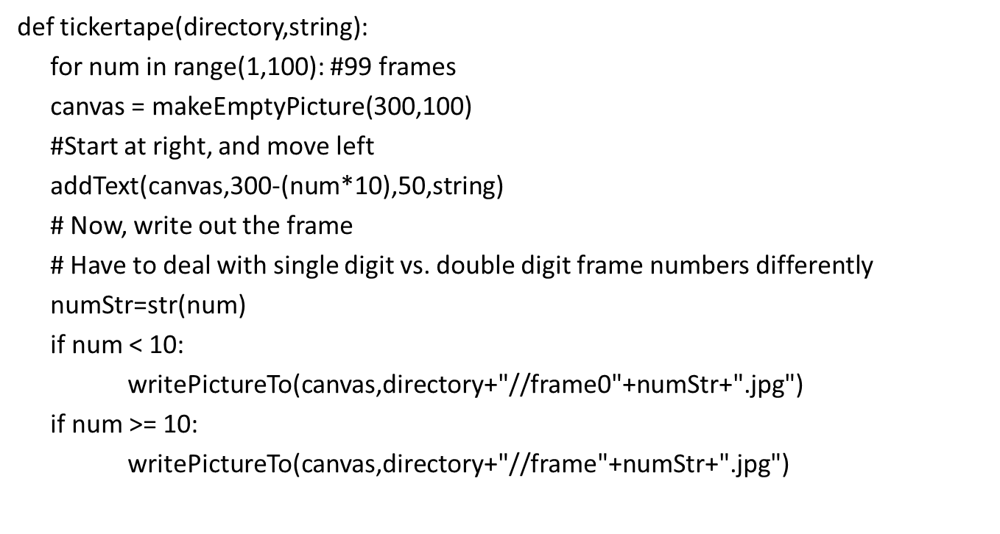 def tickertape(directory,string):
for num in range(1,100): #99 frames
canvas = makeEmptyPicture(300,100)
#Start at right, and move left
addText(canvas,300-(num*10),50,string)
# Now, write out the frame
# Have to deal with single digit vs. double digit frame numbers differently
numStr=str(num)
if num < 10:
writePictureTo(canvas,directory+"//frame0"+numStr+".jpg")
if num >= 10:
writePictureTo(canvas,directory+"//frame"+numStr+".jpg")